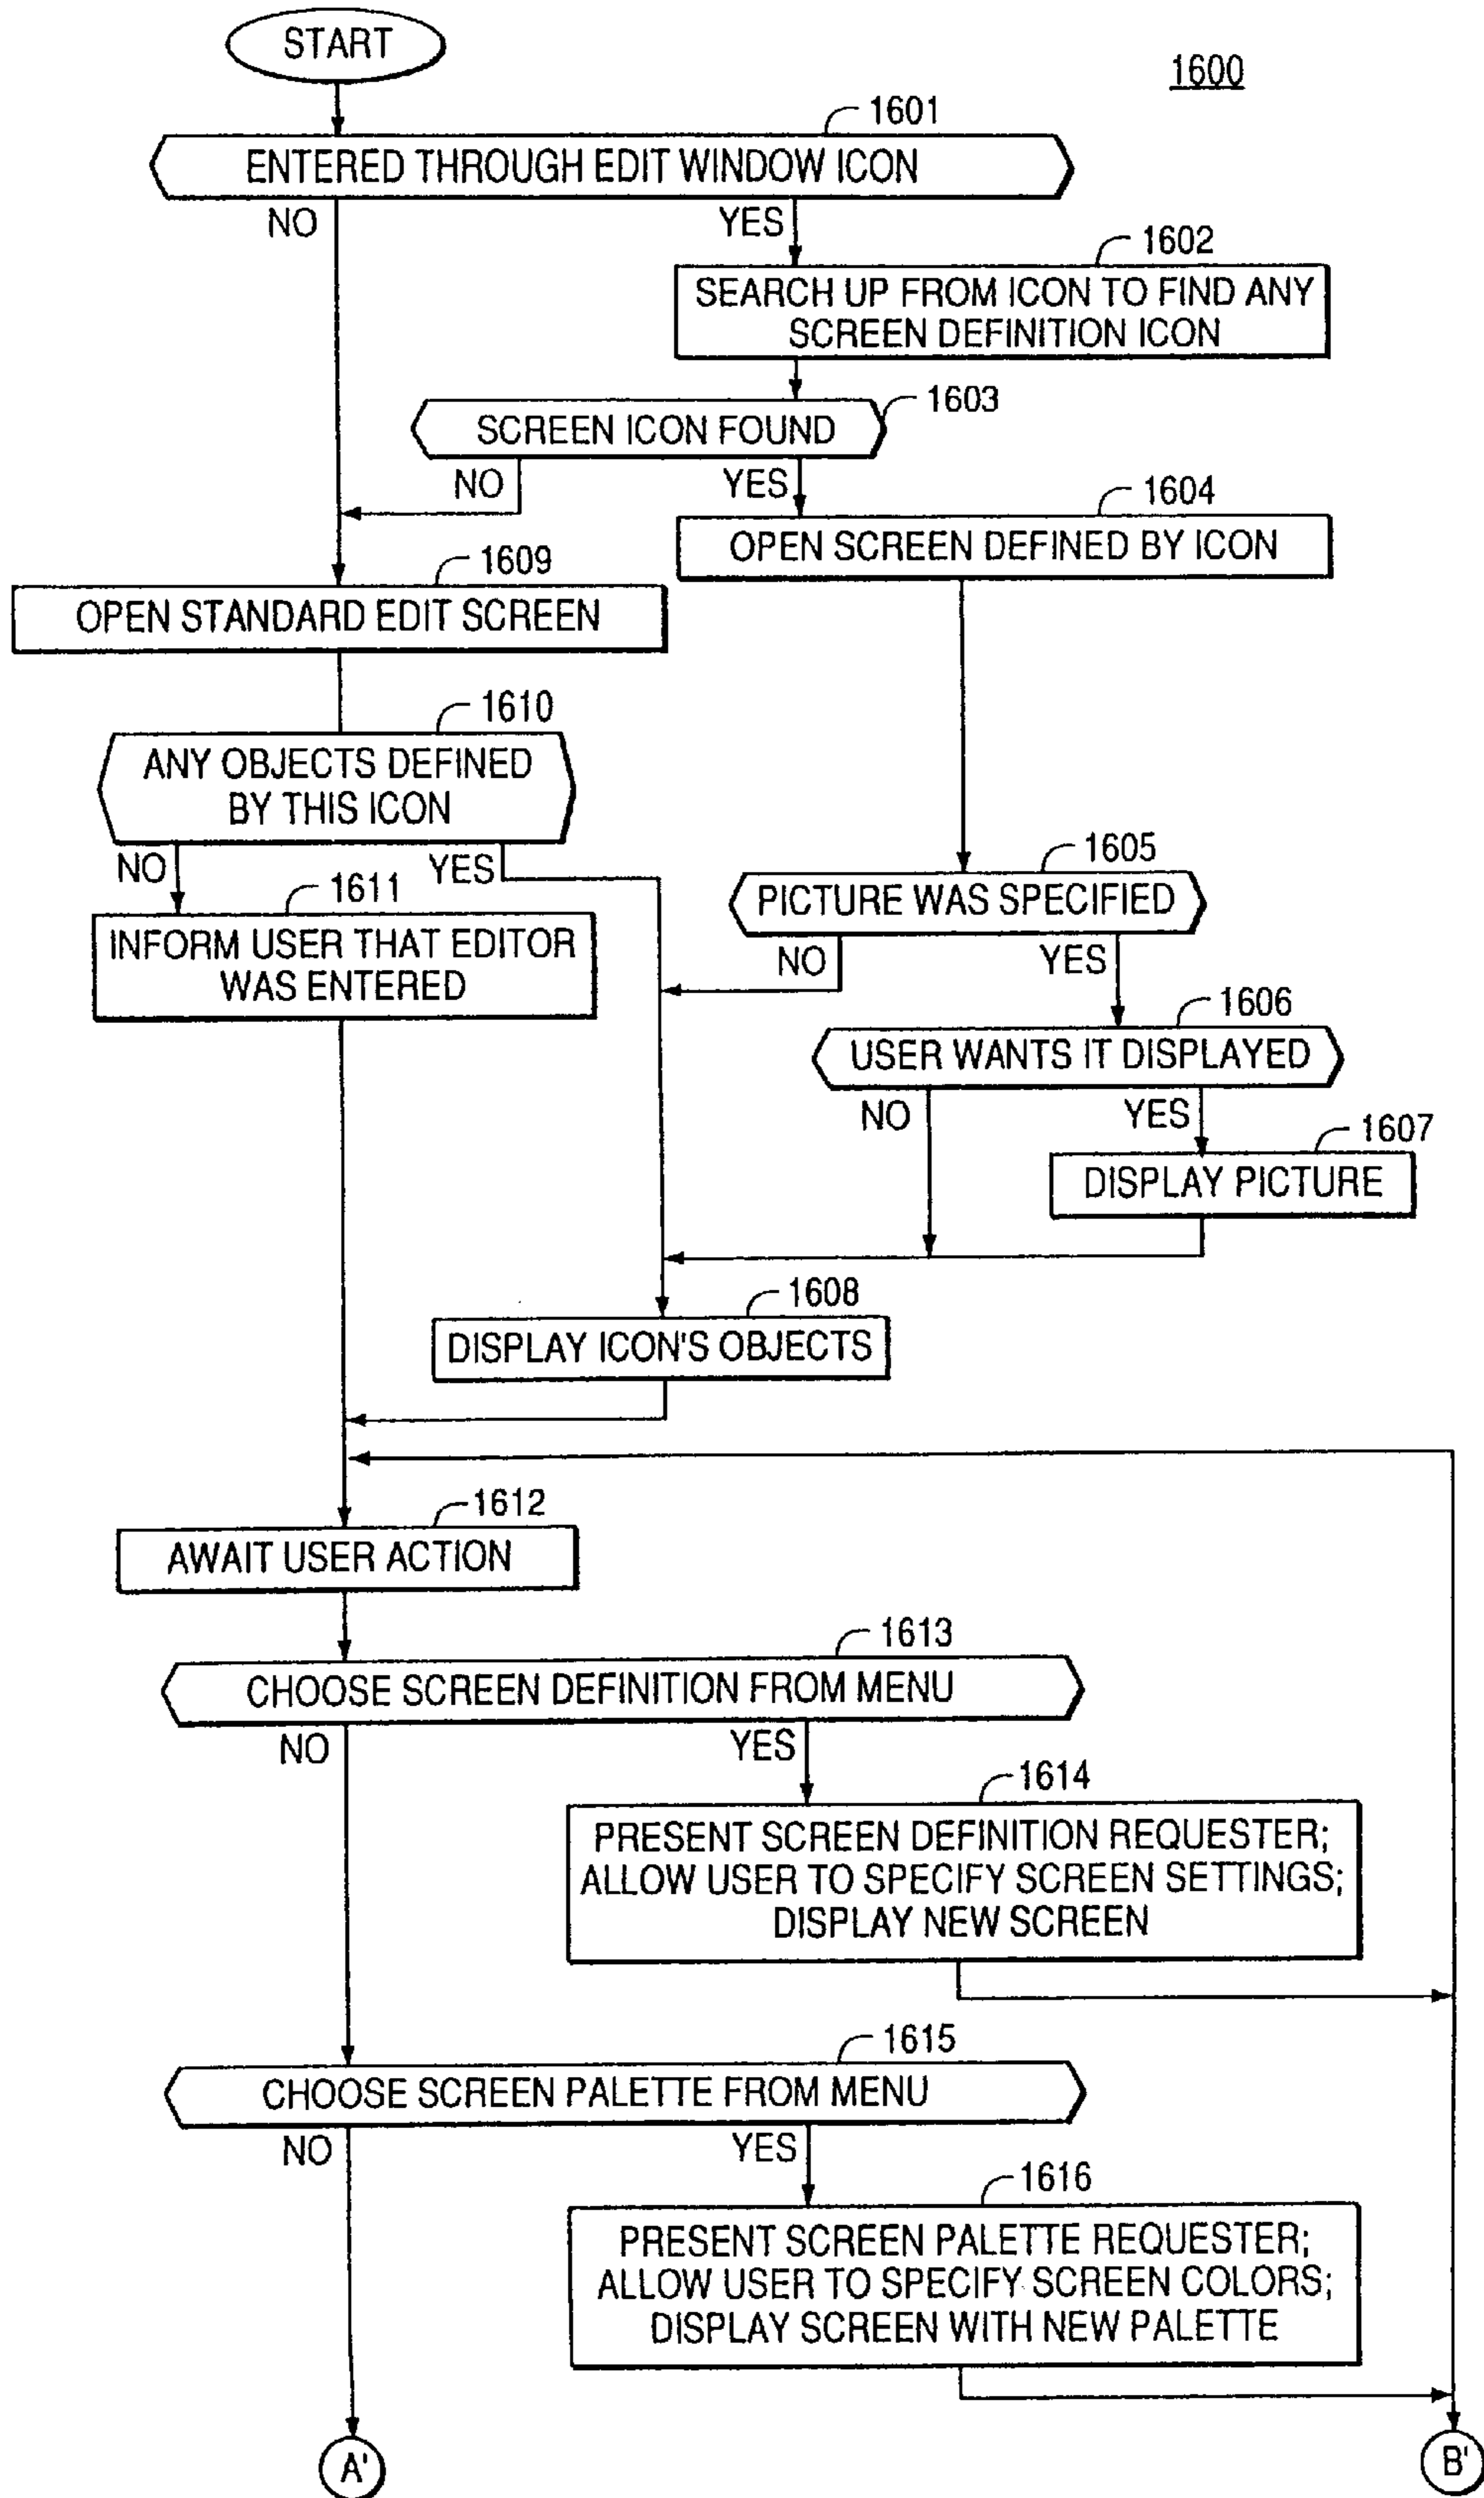 START
1600
1601
ENTERED THROUGH EDIT WINDOW ICON
NO
YES
1602
SEARCH UP FROM ICON TO FIND ANY
SCREEN DEFINITION ICON
1603
SCREEN ICON FOUND
NO
YES
1604
OPEN SCREEN DEFINED BY ICON
1609
OPEN STANDARD EDIT SCREEN
1610
ANY OBJECTS DEFINED
BY THIS ICON
NO
YES
1611
INFORM USER THAT EDITOR
WAS ENTERED
1605
PICTURE WAS SPECIFIED
NO
YES
1606
USER WANTS IT DISPLAYED
NO
YES
1607
DISPLAY PICTURE
1608
DISPLAY ICON'S OBJECTS
1612
AWAIT USER ACTION
1613
CHOOSE SCREEN DEFINITION FROM MENU
NO
YES
1614
PRESENT SCREEN DEFINITION REQUESTER;
ALLOW USER TO SPECIFY SCREEN SETTINGS;
DISPLAY NEW SCREEN
1615
CHOOSE SCREEN PALETTE FROM MENU
NO
YES
1616
PRESENT SCREEN PALETTE REQUESTER;
ALLOW USER TO SPECIFY SCREEN COLORS;
DISPLAY SCREEN WITH NEW PALETTE
A'
B'